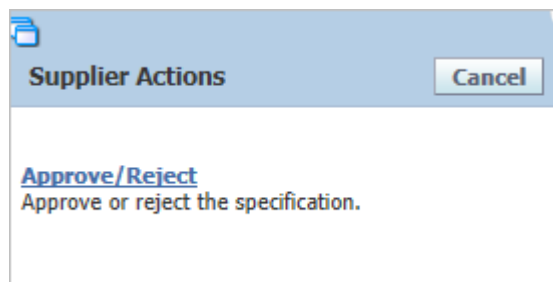 Supplier Actions
Cancel
Approve/Reject
Approve or reject the specification.